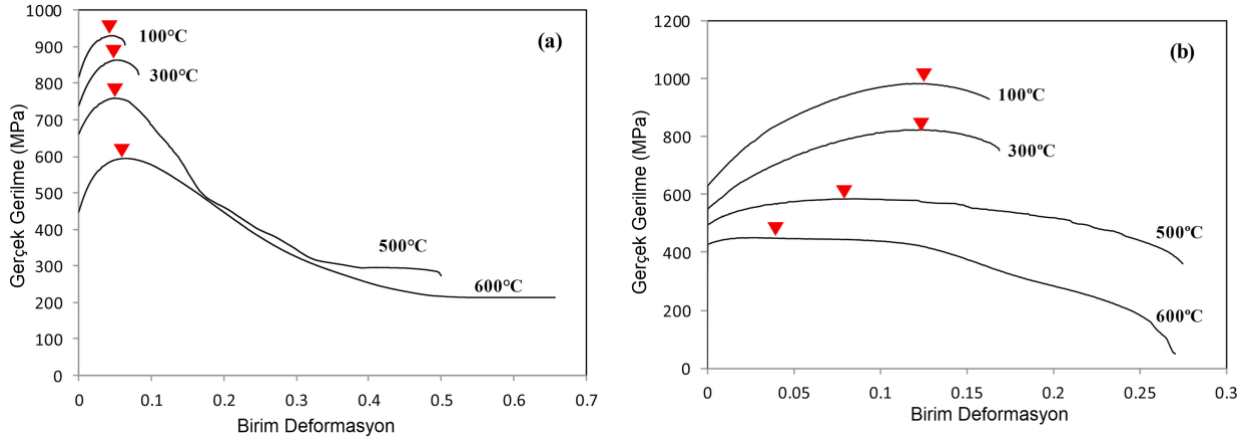 (a)
Gerçek Gerilme (MPa)
1000
900
800
700
600
500
400
300
200
100
0
100°C
300°C
500°C
600°C
0 0.1 0.2 0.3 0.4 0.5 0.6 0.7
Birim Deformasyon
(b)
Gerçek Gerilme (MPa)
1200
1000
800
600
400
200
0
100ºC
300ºC
500ºC
600ºC
0 0.05 0.1 0.15 0.2 0.25 0.3
Birim Deformasyon